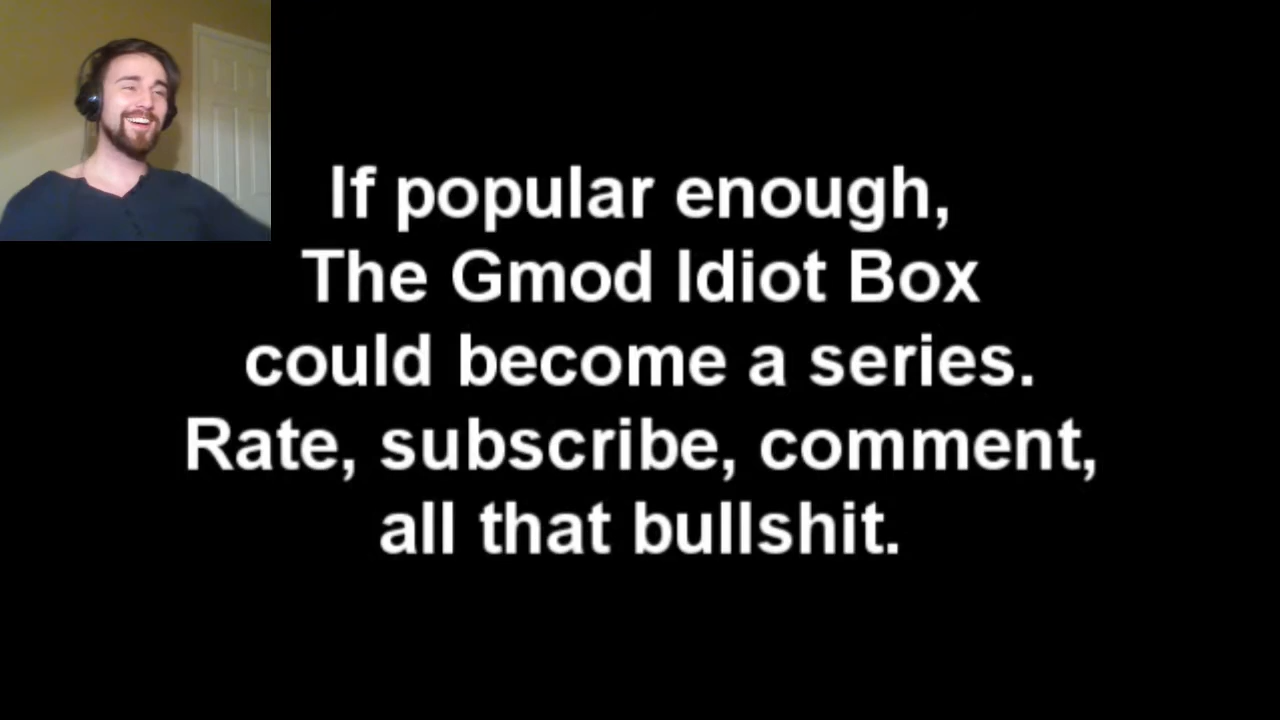 If popular enough,
The Gmod Idiot Box
could become a series.
Rate, subscribe, comment,
all that bullshit.